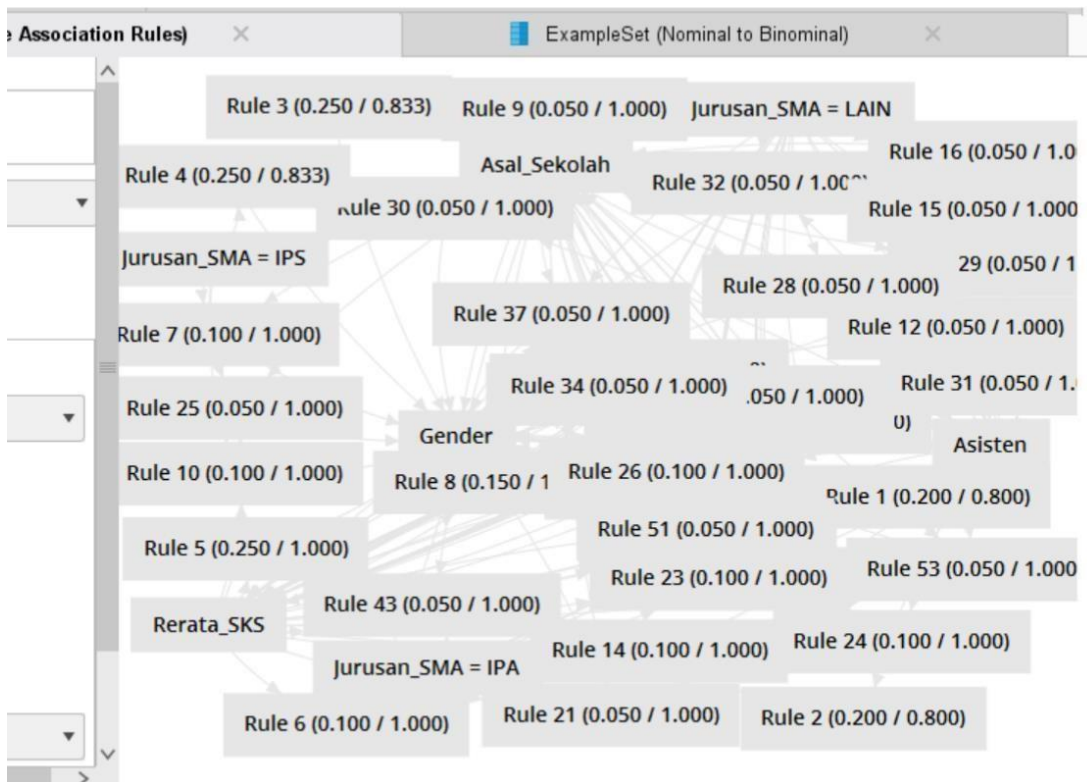 e Association Rules)
ExampleSet (Nominal to Binominal)
Rule 3 (0.250 / 0.833)
Rule 9 (0.050 / 1.000)
Jurusan_SMA = LAIN
Asal_Sekolah
Rule 16 (0.050 / 1.0
Rule 4 (0.250 / 0.833)
Rule 32 (0.050 / 1.00
Rule 30 (0.050 / 1.000)
Rule 15 (0.050 / 1.000
Jurusan_SMA = IPS
29 (0.050 / 1
Rule 28 (0.050 / 1.000)
Rule 37 (0.050 / 1.000)
Rule 7 (0.100 / 1.000)
Rule 12 (0.050 / 1.000)
Rule 34 (0.050 / 1.000)
.050 / 1.000)
Rule 31 (0.050 / 1.
Rule 25 (0.050 / 1.000)
0)
Gender
Asisten
Rule 10 (0.100 / 1.000)
Rule 8 (0.150 / 1
Rule 26 (0.100 / 1.000)
Rule 1 (0.200 / 0.800)
Rule 51 (0.050 / 1.000)
Rule 5 (0.250 / 1.000)
Rule 23 (0.100 / 1.000)
Rule 53 (0.050 / 1.000
Rule 43 (0.050 / 1.000)
Rerata_SKS
Rule 14 (0.100 / 1.000)
Rule 24 (0.100 / 1.000)
Jurusan_SMA = IPA
Rule 6 (0.100 / 1.000)
Rule 21 (0.050 / 1.000)
Rule 2 (0.200 / 0.800)